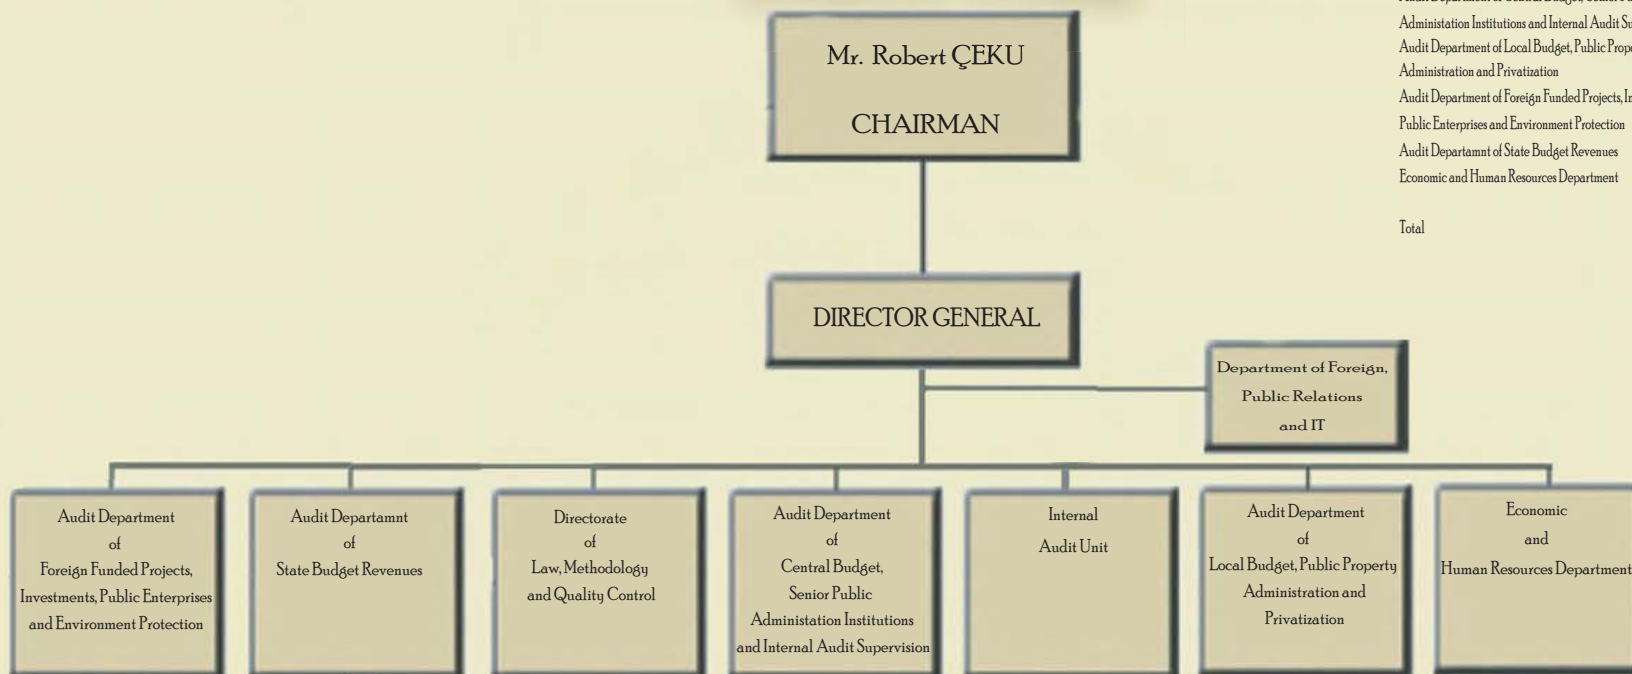 Mr. Robert ÇEKU
CHAIRMAN
DIRECTOR GENERAL
Department of Foreign,
Public Relations
and IT
Audit Department
of
Foreign Funded Projects,
Investments, Public Enterprises
and Environment Protection
Audit Departamnt
of
State Budget Revenues
Directorate
of
Law, Methodology
and Quality Control
Audit Department
of
Central Budget,
Senior Public
Administation Institutions
and Internal Audit Supervision
Internal
Audit Unit
Audit Department
of
Local Budget, Public Property
Administration and
Privatization
Economic
and
Human Resources Department
Administation Institutions and Internal Audit
Audit Department of Local Budget, Public
Administration and Privatization
Audit Department of Foreign Funded Projects,
Public Enterprises and Environment Protection
Audit Departamnt of State Budget Revenues
Economic and Human Resources Department
Total